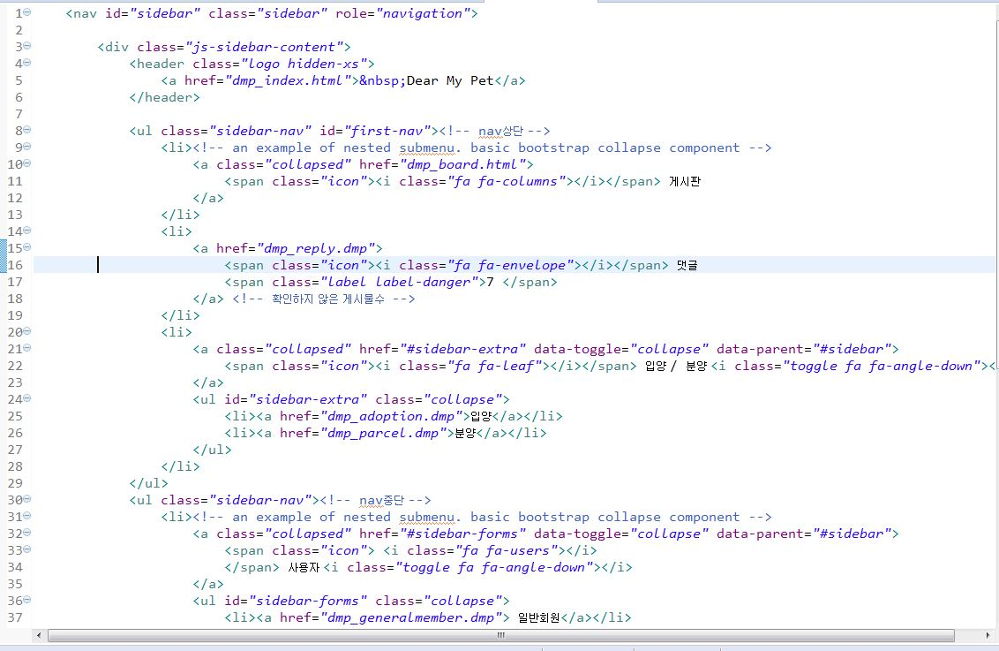 1 <nav id="sidebar" class="sidebar" role="navigation">
2
3 <div class="js-sidebar-content">
4 <header class="logo hidden-xs">
5 <a href="dmp_index.html">&nbsp;Dear My Pet</a>
6 </header>
7
8 <ul class="sidebar-nav" id="first-nav"><!-- nav상단 -->
9 <li><!-- an example of nested submenu. basic bootstrap collapse component -->
10 <a class="collapsed" href="dmp_board.html">
11 <span class="icon"><i class="fa fa-columns"></i></span> 게시판
12 </a>
13 </li>
14 <li>
15 <a href="dmp_reply.dmp">
16 <span class="icon"><i class="fa fa-envelope"></i></span> 댓글
17 <span class="label label-danger">7 </span>
18 </a> <!-- 확인하지 않은 게시물수 -->
19 </li>
20 <li>
21 <a class="collapsed" href="#sidebar-extra" data-toggle="collapse" data-parent="#sidebar">
22 <span class="icon"><i class="fa fa-leaf"></i></span> 입양 / 분양 <i class="toggle fa fa-angle-down"><
23 </a>
24 <ul id="sidebar-extra" class="collapse">
25 <li><a href="dmp_adoption.dmp">입양</a></li>
26 <li><a href="dmp_parcel.dmp">분양</a></li>
27 </ul>
28 </li>
29 </ul>
30 <ul class="sidebar-nav"><!-- nav중단 -->
31 <li><!-- an example of nested submenu. basic bootstrap collapse component -->
32 <a class="collapsed" href="#sidebar-forms" data-toggle="collapse" data-parent="#sidebar">
33 <span class="icon"> <i class="fa fa-users"></i>
34 </span> 사용자 <i class="toggle fa fa-angle-down"></i>
35 </a>
36 <ul id="sidebar-forms" class="collapse">
37 <li><a href="dmp_generalmember.dmp"> 일반회원</a></li>